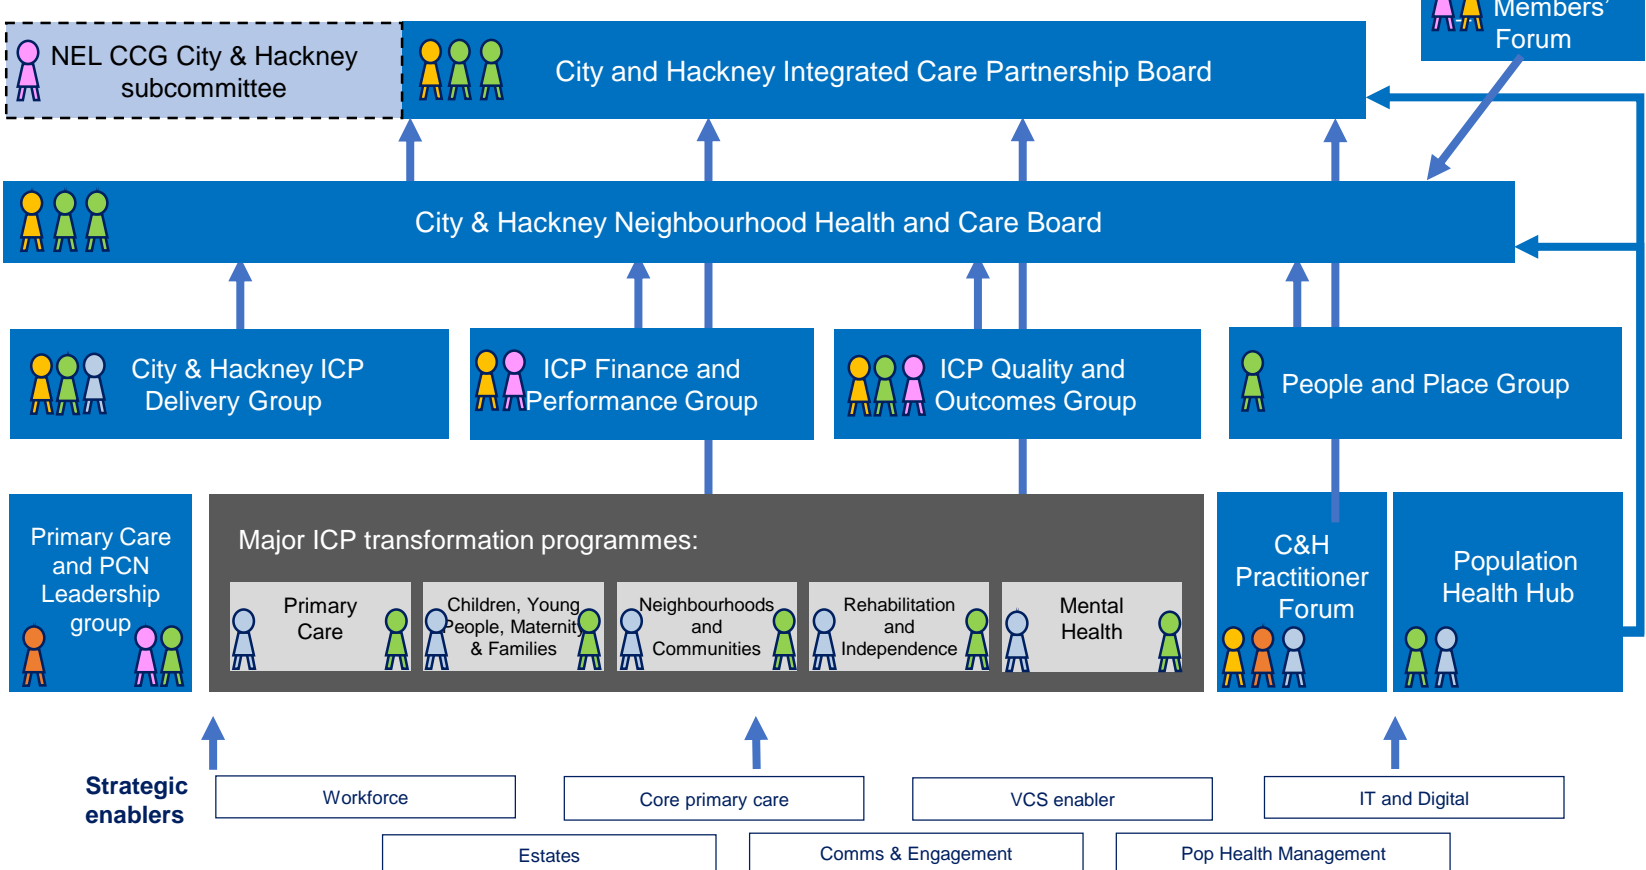 Members'
Forum
NEL CCG City & Hackney
subcommittee
City and Hackney Integrated Care Partnership Board
City & Hackney Neighbourhood Health and Care Board
City & Hackney ICP
Delivery Group
ICP Finance and
Performance Group
ICP Quality and
Outcomes Group
People and Place Group
Primary Care
and PCN
Leadership
group
Major ICP transformation programmes:
Primary
Care
Children, Young
People, Maternity
& Families
Neighbourhoods
and
Communities
Rehabilitation
and
Independence
Mental
Health
C&H
Practitioner
Forum
Population
Health Hub
Strategic
enablers
Workforce
Core primary care
VCS enabler
IT and Digital
Estates
Comms & Engagement
Pop Health Management